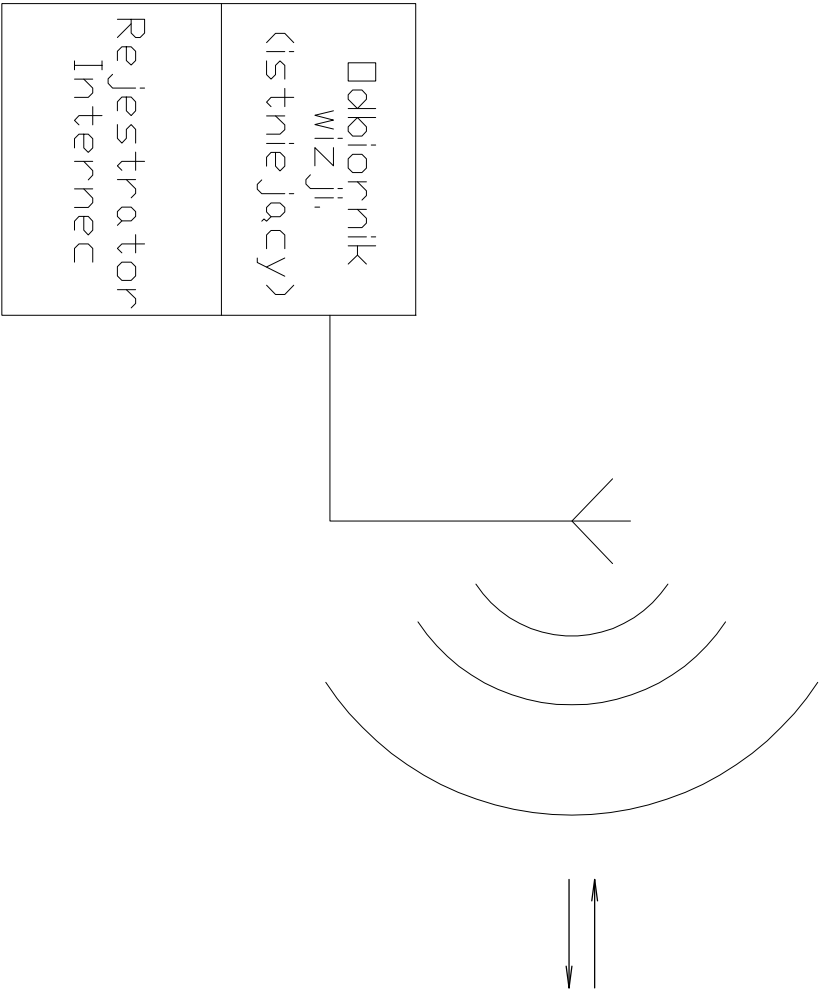 Odbiornik
wizji.
(istniejący)
Rejestrator
Internec